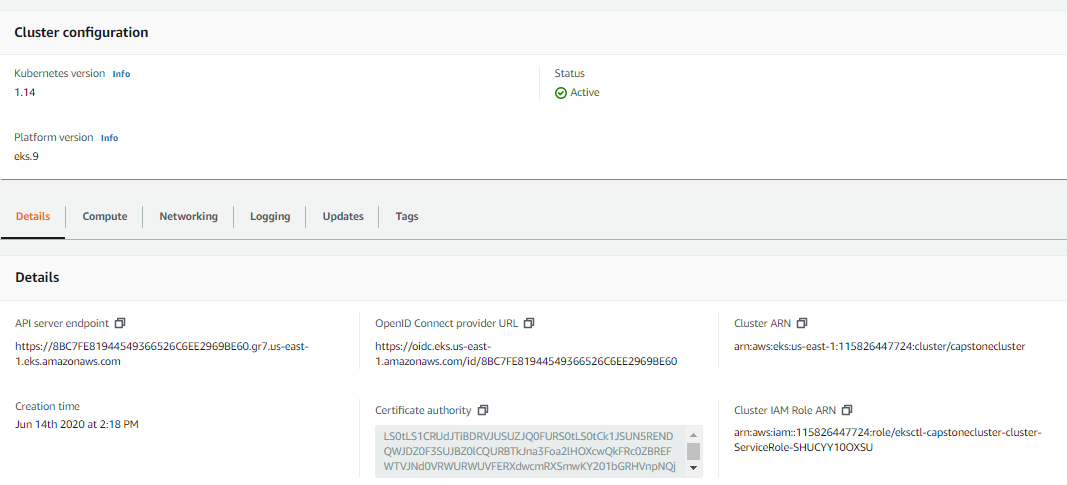 Cluster configuration
Kubernetes version Info
1.14
Status
Active
Platform version Info
eks.9
Details Compute Networking Logging Updates Tags
Details
API server endpoint
https://8BC7FE81944549366526C6EE2969BE60.gr7.us-east-
1.eks.amazonaws.com
OpenID Connect provider URL
https://oidc.eks.us-east-
1.amazonaws.com/id/8BC7FE81944549366526C6EE2969BE60
Cluster ARN
arn:aws:eks:us-east-1:115826447724:cluster/capstonecluster
Creation time
Jun 14th 2020 at 2:18 PM
Certificate authority
LS0tLS1CRUdJTiBDRVJUSUZJQ0FURS0tLS0tCk1JSUN5REND
QWJDZ0F3SUJBZ0lCQURBTkJna3Foa2lHOXcwQkFRc0ZBREF
WTVJNd0VRWURWUVFERXdwcmRXSmwKY201bGRHVnpNQj
Cluster IAM Role ARN
arn:aws:iam::115826447724:role/eksctl-capstonecluster-cluster-
ServiceRole-SHUCYY10OXSU